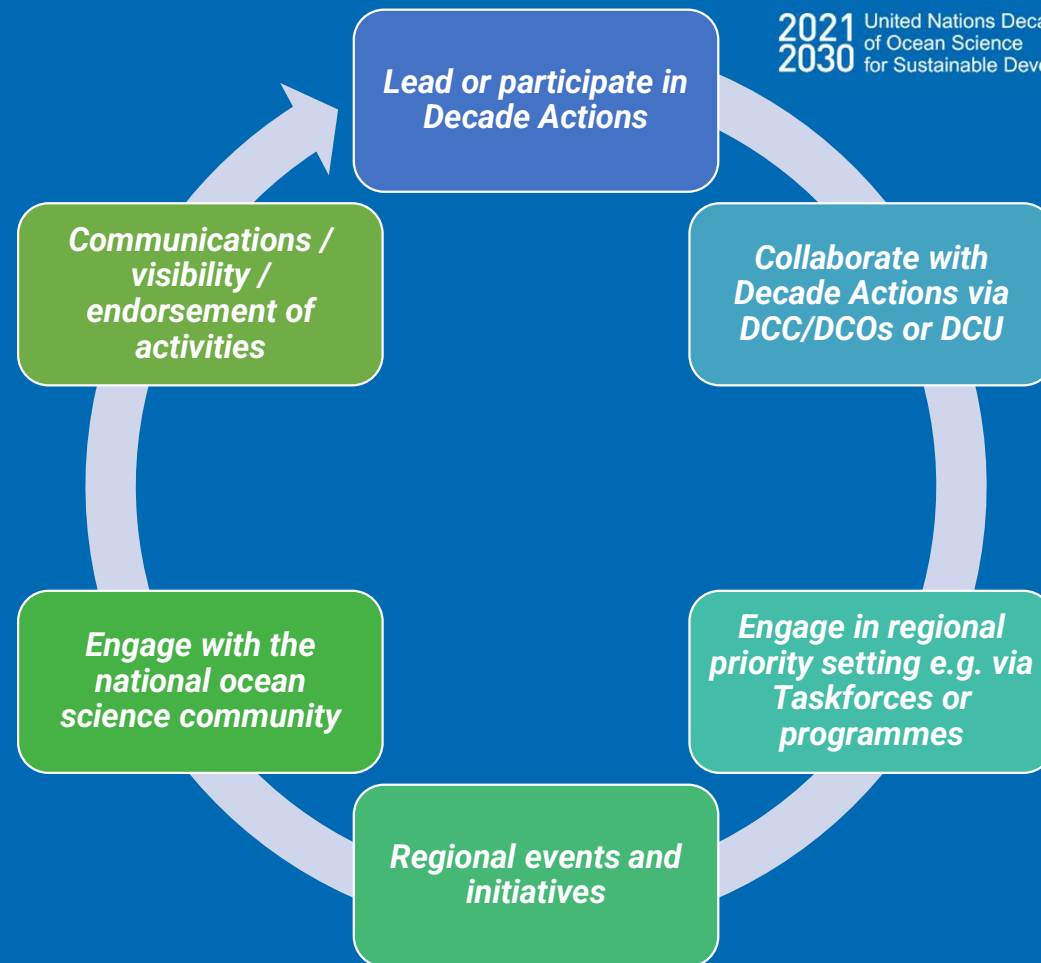 2021 United Nations
2030 of Ocean Science
for Sustainable
Lead or participate in
Decade Actions
Collaborate with
Decade Actions via
DCC/DCOs or DCU
Engage in regional
priority setting e.g. via
Taskforces or
programmes
Regional events and
initiatives
Engage with the
national ocean
science community
Communications /
visibility /
endorsement of
activities